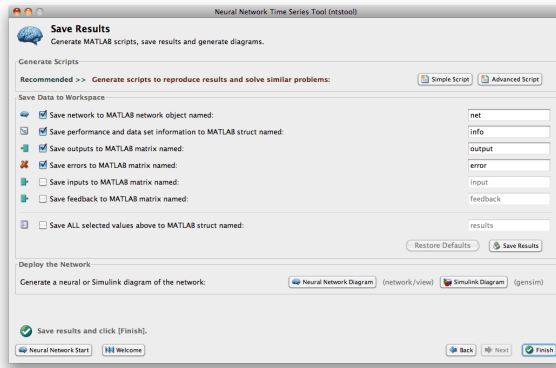 Neural Network Time Series Tool (ntstool)
Save Results
Generate MATLAB scripts, save results and generate diagrams.
Generate Scripts
Recommended >> Generate scripts to reproduce results and solve similar problems: Simple Script Advanced Script
Save Data to Workspace
Save network to MATLAB network object named: net
Save performance and data set information to MATLAB struct named: info
Save outputs to MATLAB matrix named: output
Save errors to MATLAB matrix named: error
Save inputs to MATLAB matrix named: input
Save feedback to MATLAB matrix named: feedback
Save ALL selected values above to MATLAB struct named: results
Restore Defaults Save Results
Deploy the Network
Generate a neural or Simulink diagram of the network: Neural Network Diagram (network/view) Simulink Diagram (gensim)
Save results and click [Finish].
Neural Network Start Welcome Back Next Finish